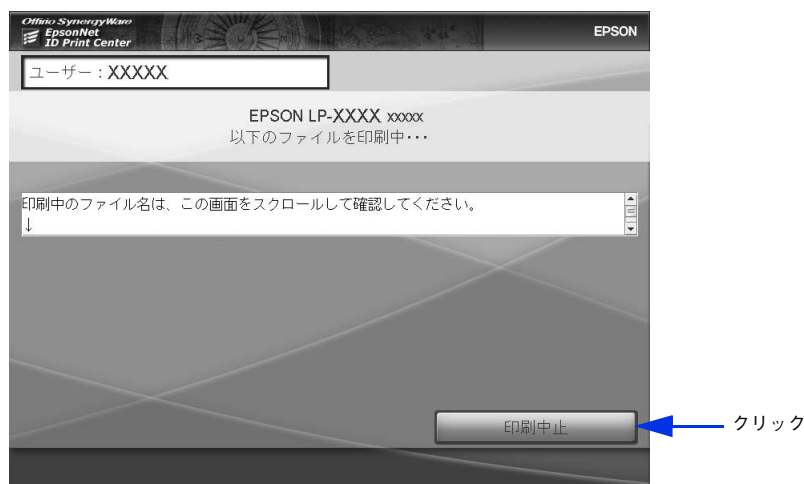 Offirio SynergyWare
EpsonNet
ID Print Center
EPSON
ユーザー：XXXXX
EPSON LP-XXXX xxxxx
以下のファイルを印刷中・・・
印刷中のファイル名は、この画面をスクロールして確認してください。
↓
印刷中止
クリック